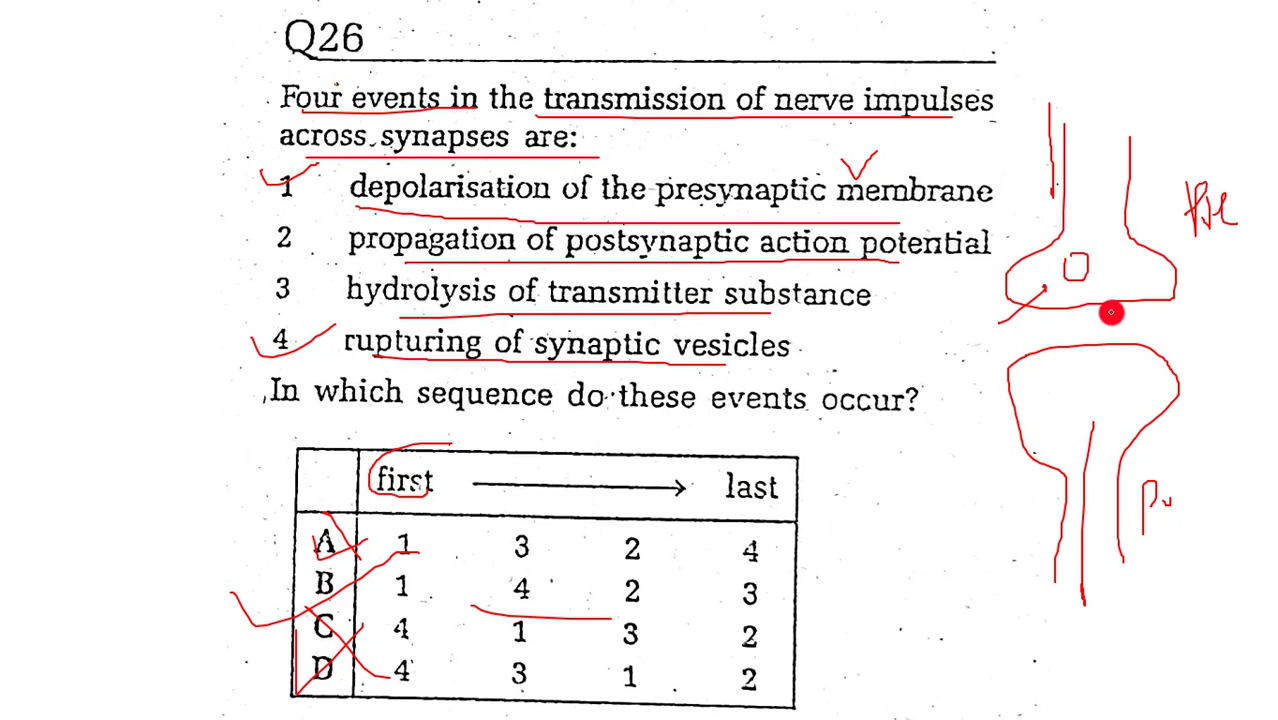 Q26
Four events in the transmission of nerve impulses
across synapses are:
1 depolarisation of the presynaptic membrane
2 propagation of postsynaptic action potential
3 hydrolysis of transmitter substance
4 rupturing of synaptic vesicles
In which sequence do these events occur?
first last
A 1 3 2 4
B 1 4 2 3
C 4 1 3 2
D 4 3 1 2